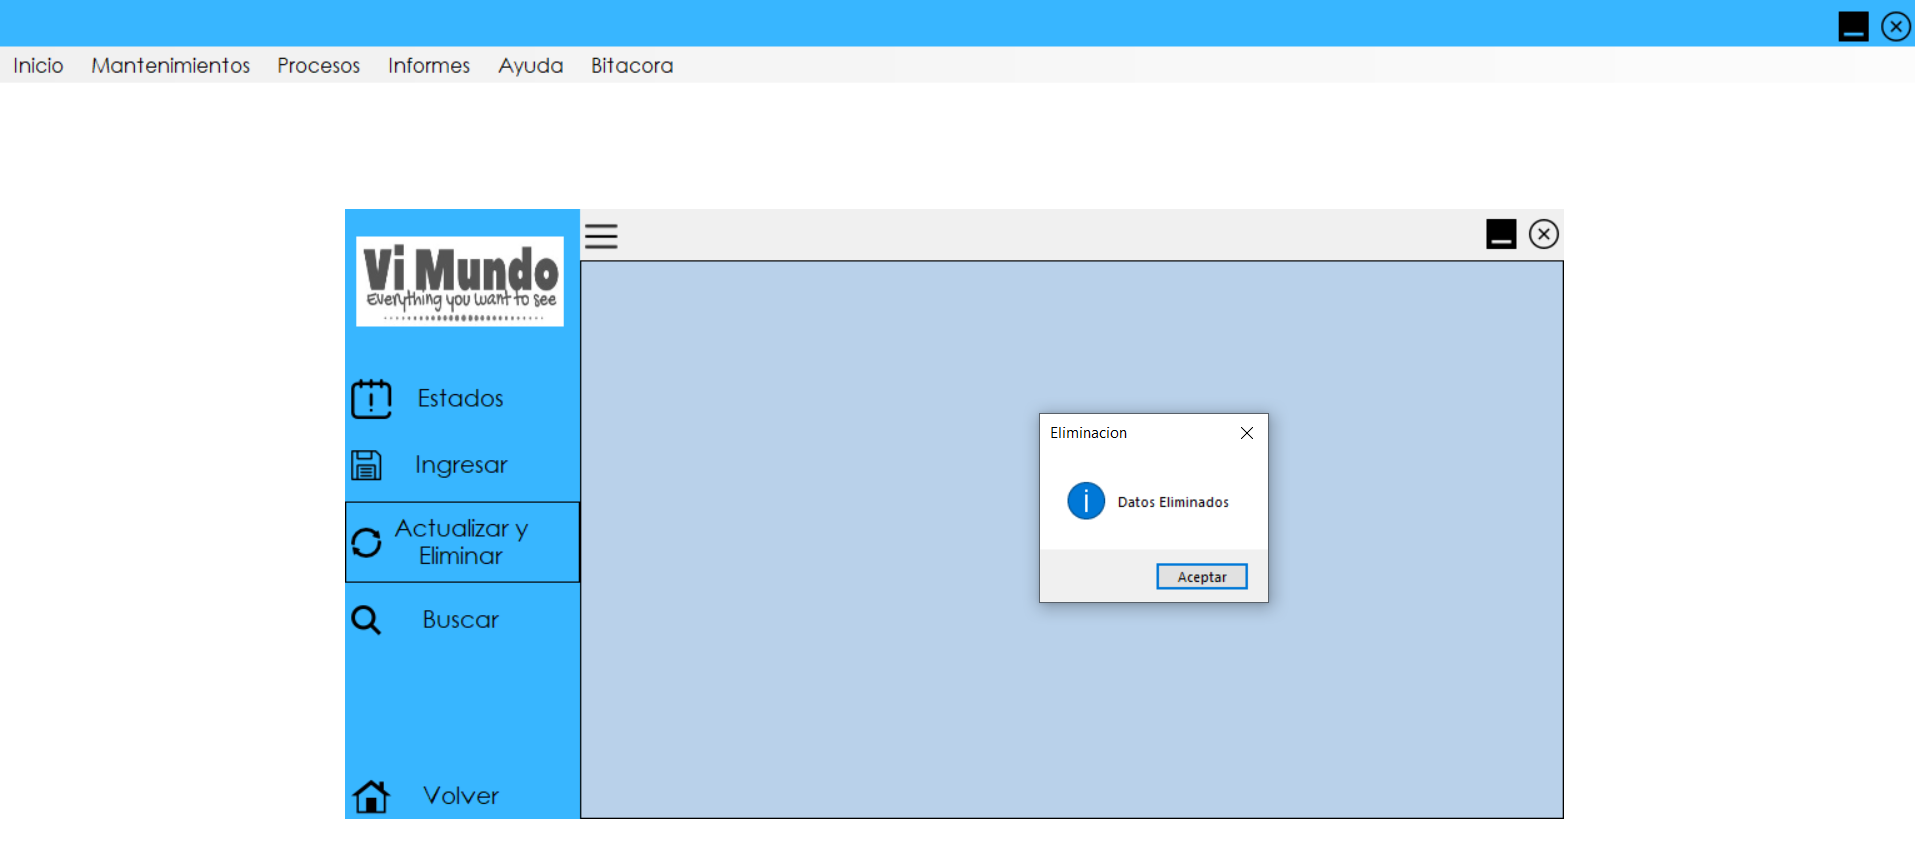 Inicio Mantenimientos Procesos Informes Ayuda Bitacora
Vi Mundo
Everything you want to see
Estados
Ingresar
Actualizar y
Eliminar
Buscar
Volver
Eliminacion
Datos Eliminados
Aceptar